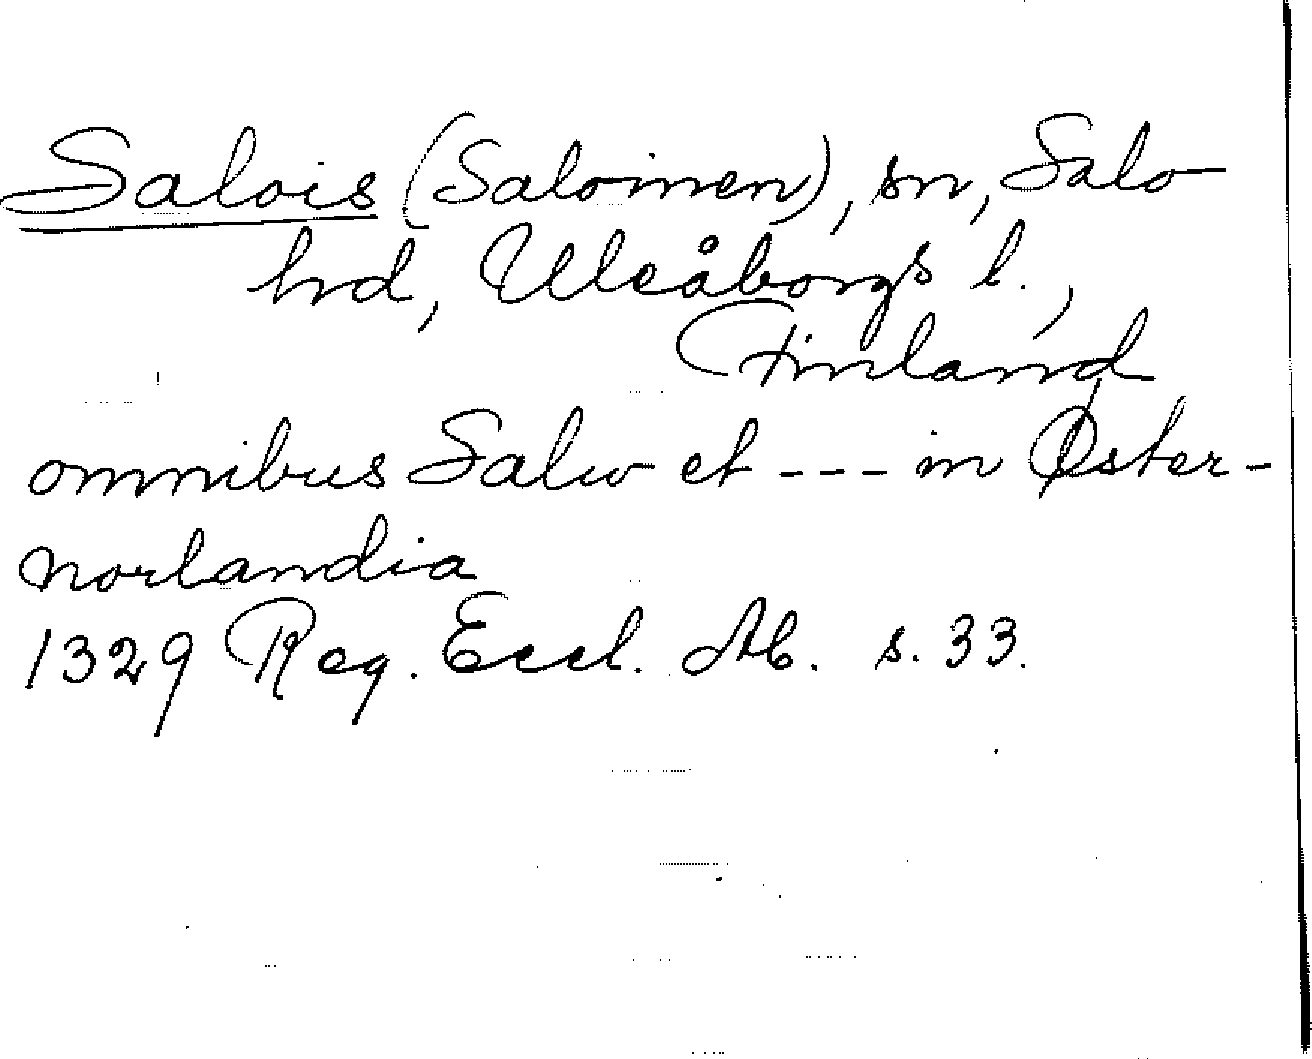 Salois (Saloinen), sn, Salo
hd, Uleåborgs l.,
Finland
omnibus Salw et --- in Øster-
norlandia
1329 Reg. Eccl. Ab. s. 33.